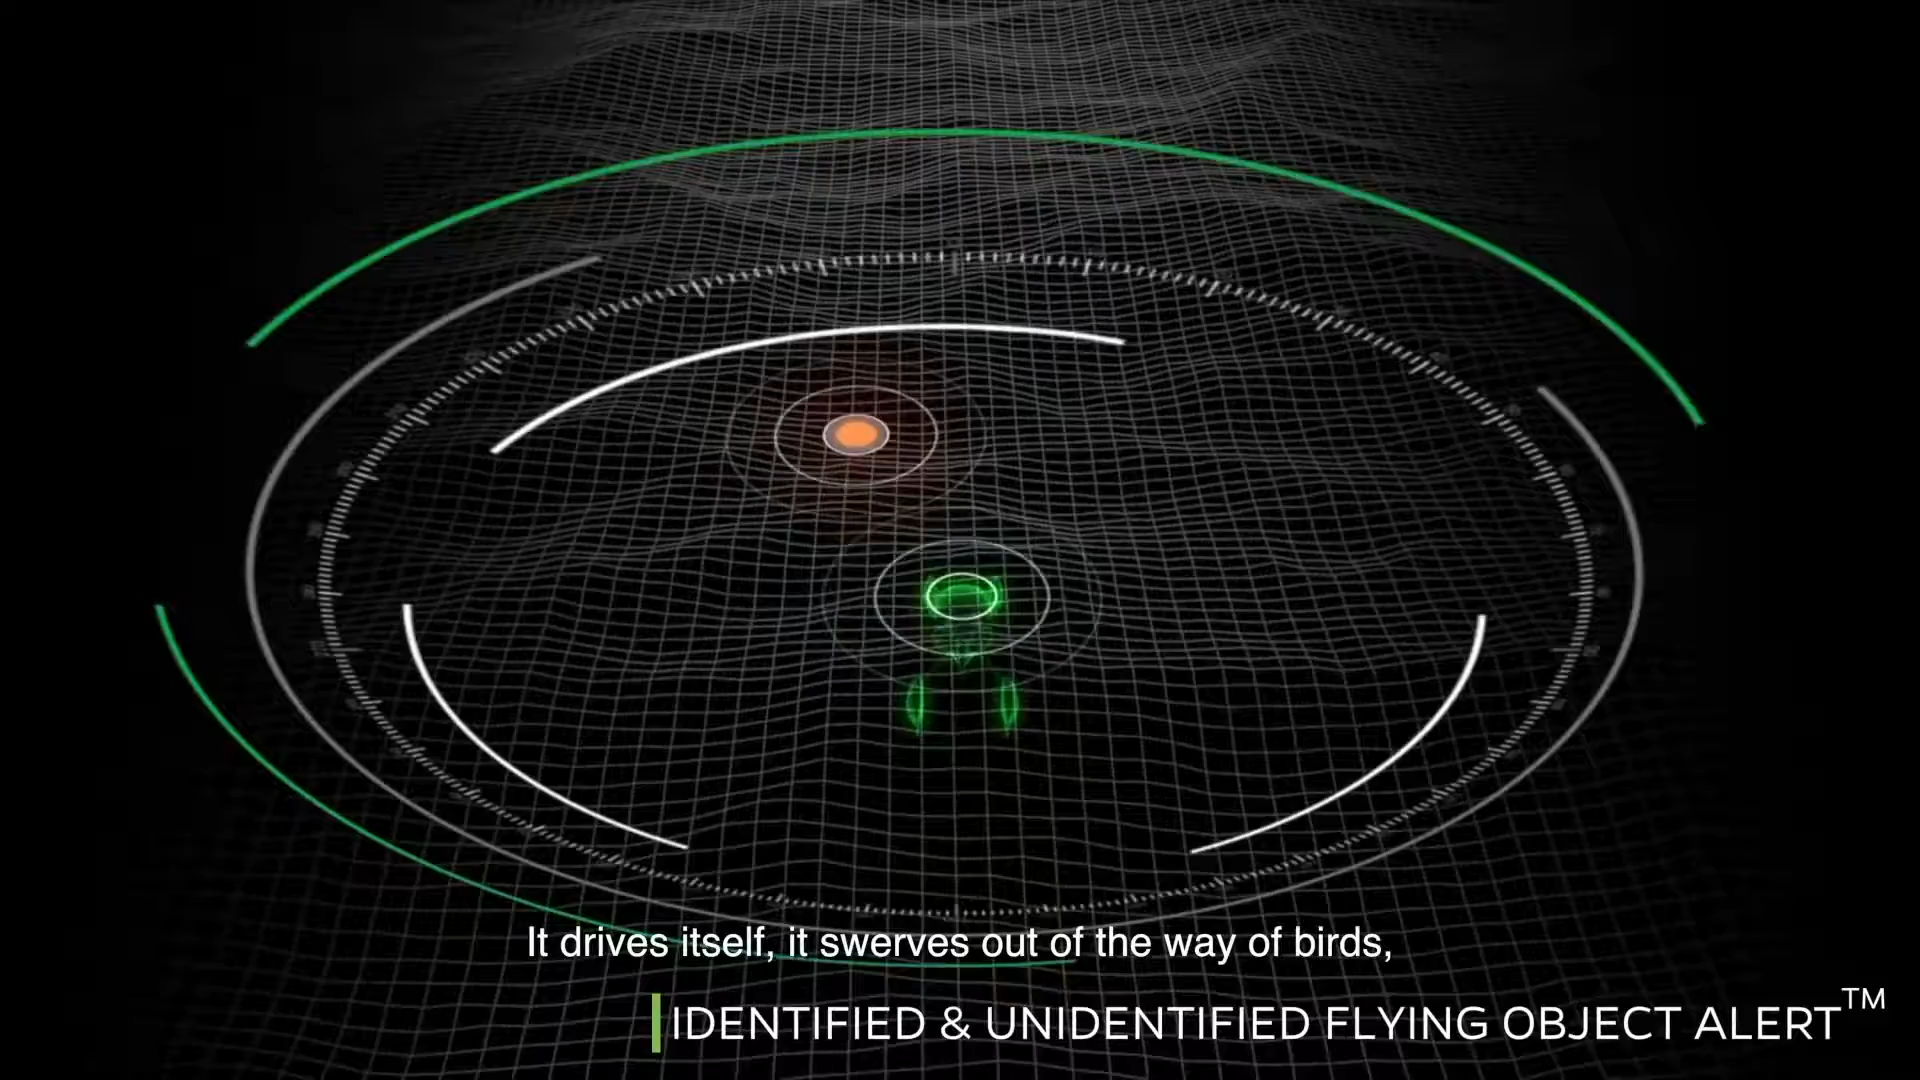 It drives itself, it swerves out of the way of birds,
IDENTIFIED & UNIDENTIFIED FLYING OBJECT ALERT™